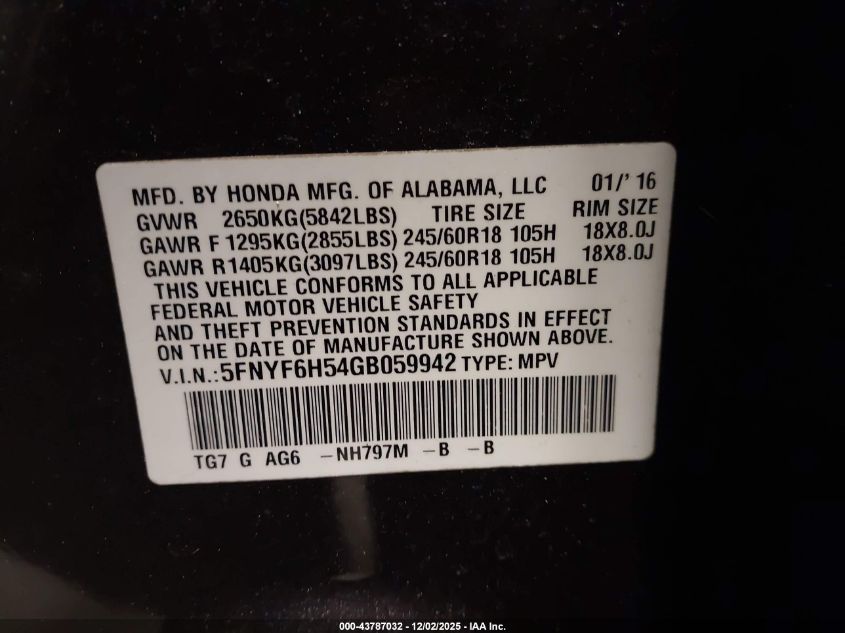 MFD. BY HONDA MFG. OF ALABAMA, LLC 01/'16
GVWR 2650KG(5842LBS) TIRE SIZE RIM SIZE
GAWR F 1295KG(2855LBS) 245/60R18 105H 18X8.0J
GAWR R1405KG(3097LBS) 245/60R18 105H 18X8.0J
THIS VEHICLE CONFORMS TO ALL APPLICABLE
FEDERAL MOTOR VEHICLE SAFETY
AND THEFT PREVENTION STANDARDS IN EFFECT
ON THE DATE OF MANUFACTURE SHOWN ABOVE.
V.I.N.:5FNYF6H54GB059942 TYPE: MPV
TG7 G AG6 -NH797M -B -B
000-43787032 - 12/02/2025 - IAA Inc.